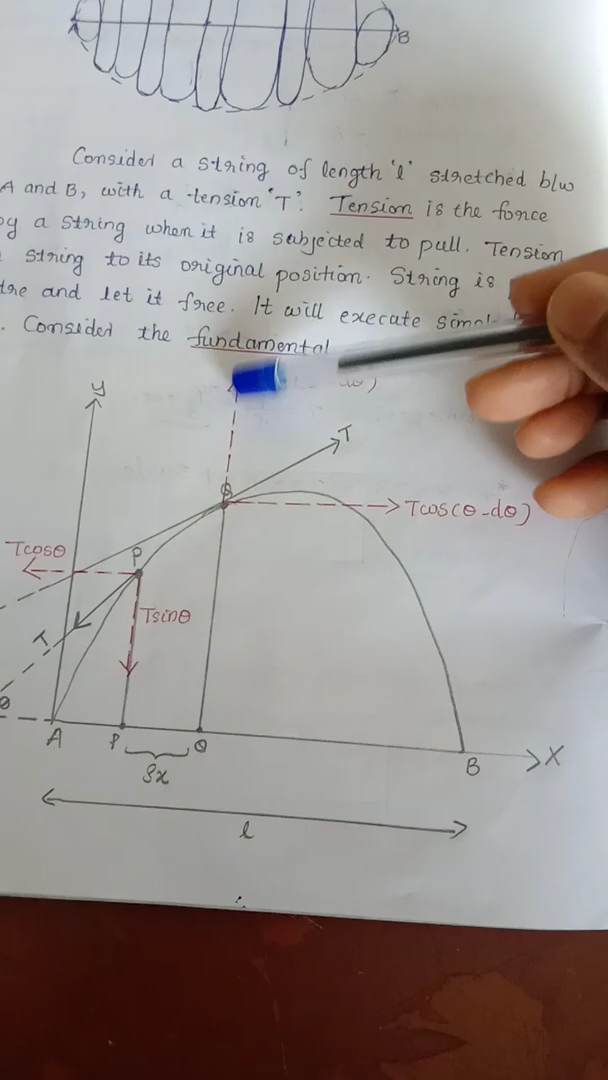 B
Consider a string of length 'l' stretched b/w
A and B, with a tension 'T'. Tension is the force
by a string when it is subjected to pull. Tension
string to its original position. String is
and let it free. It will execute
. Consider the fundamental
y
T
Q
Tcos(θ-dθ)
Tcosθ
P
Tsinθ
T
θ
A P Q B X
δx
l